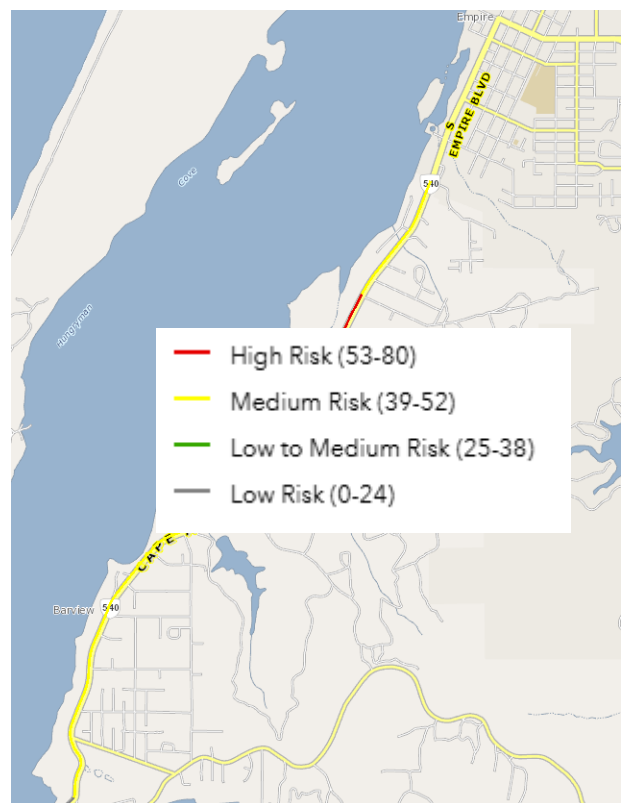 Empire
S
EMPIRE BLVD
540
Cove
High Risk (53-80)
Medium Risk (39-52)
Low to Medium Risk (25-38)
Low Risk (0-24)
CAPE
Barview
540